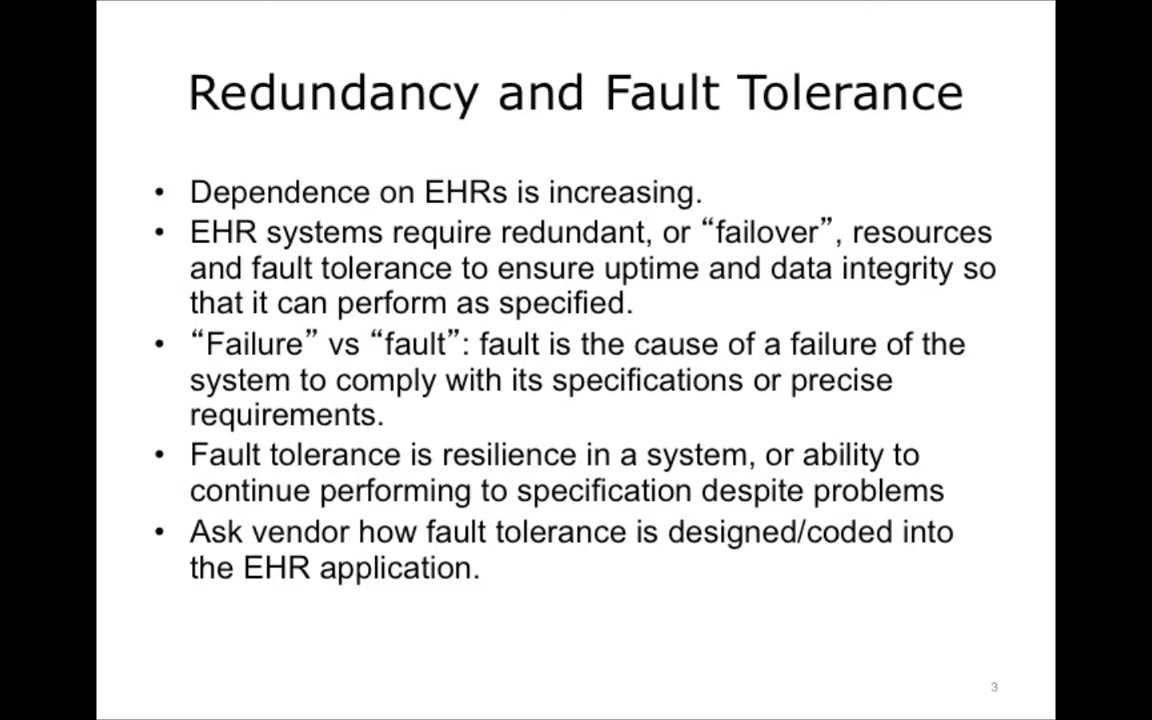 Redundancy and Fault Tolerance
• Dependence on EHRs is increasing.
• EHR systems require redundant, or “failover”, resources
and fault tolerance to ensure uptime and data integrity so
that it can perform as specified.
• “Failure” vs “fault”: fault is the cause of a failure of the
system to comply with its specifications or precise
requirements.
• Fault tolerance is resilience in a system, or ability to
continue performing to specification despite problems
• Ask vendor how fault tolerance is designed/coded into
the EHR application.
3